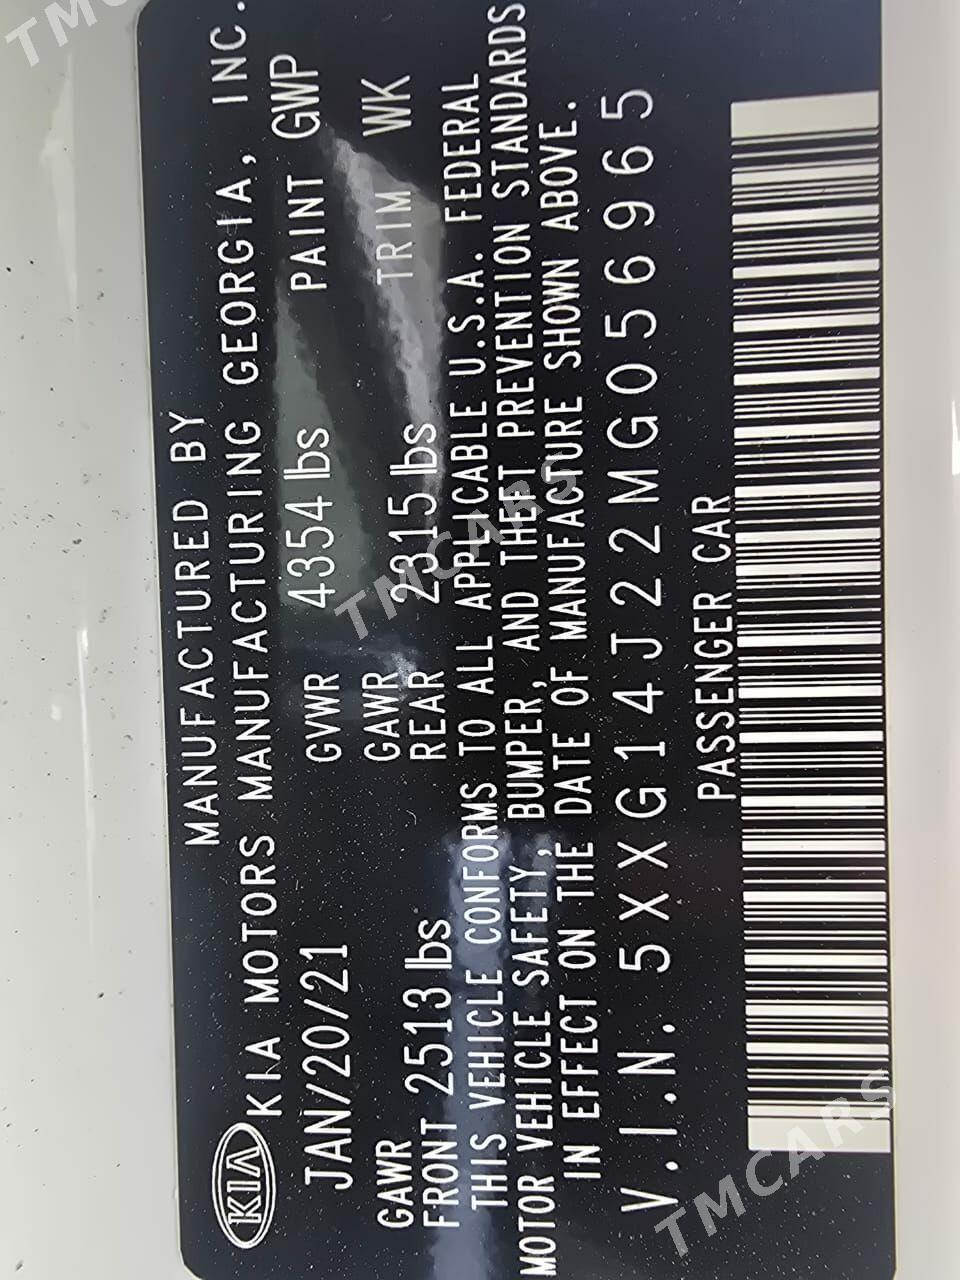 MANUFACTURED BY
KIA KIA MOTORS MANUFACTURING GEORGIA, INC.
JAN/20/21 GVWR 4354 lbs PAINT GWP
GAWR FRONT 2513 lbs GAWR REAR 2315 lbs TRIM WK
THIS VEHICLE CONFORMS TO ALL APPLICABLE U.S.A. FEDERAL
MOTOR VEHICLE SAFETY, BUMPER, AND THEFT PREVENTION STANDARDS
IN EFFECT ON THE DATE OF MANUFACTURE SHOWN ABOVE.
V.I.N. 5XXG14J22MG056965
PASSENGER CAR
TMCARS
TMCARS
TMCARS